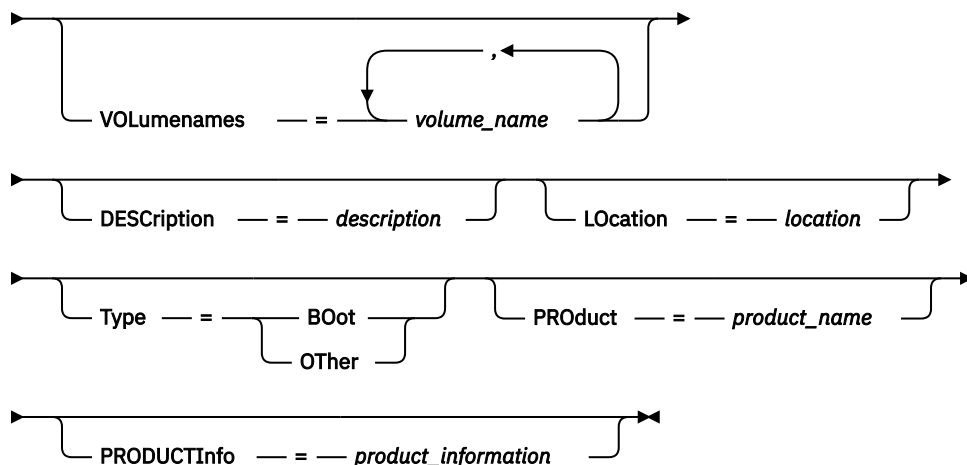 ,
VOLumenames = volume_name
DESCription = description LOcation = location
Type = BOot PROduct = product_name
OTher
PRODUCTInfo = product_information